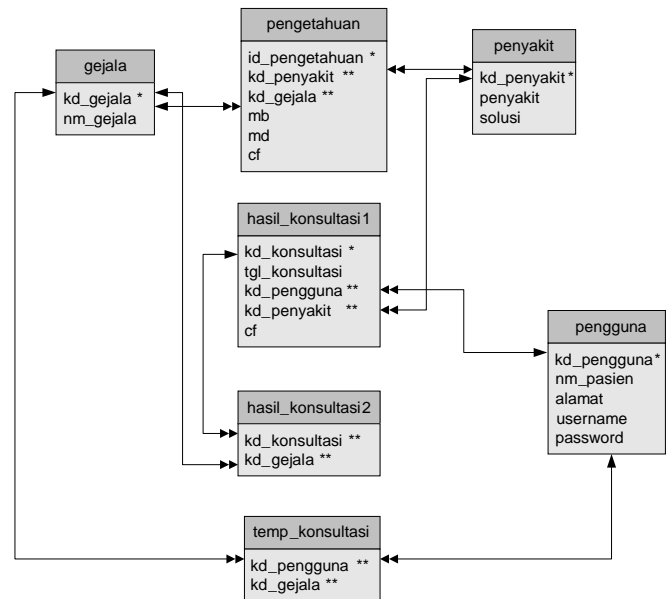 pengetahuan
id_pengetahuan *
kd_penyakit **
kd_gejala **
mb
md
cf
penyakit
kd_penyakit*
penyakit
solusi
gejala
kd_gejala *
nm_gejala
hasil_konsultasi1
kd_konsultasi *
tgl_konsultasi
kd_pengguna **
kd_penyakit **
cf
pengguna
kd_pengguna*
nm_pasien
alamat
username
password
hasil_konsultasi2
kd_konsultasi **
kd_gejala **
temp_konsultasi
kd_pengguna **
kd_gejala **